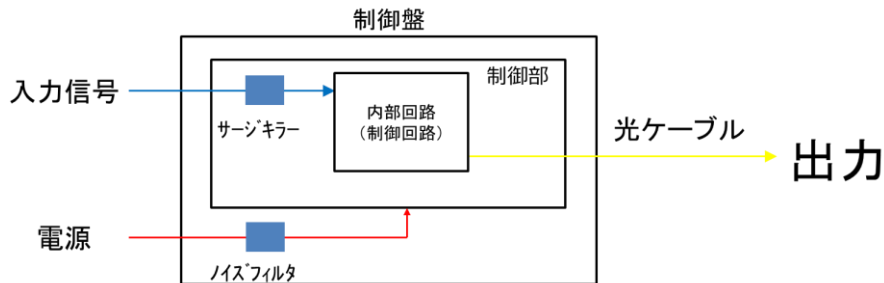 制御盤
制御部
入力信号
サージキラー
内部回路
（制御回路）
光ケーブル
出力
電源
ノイズフィルタ